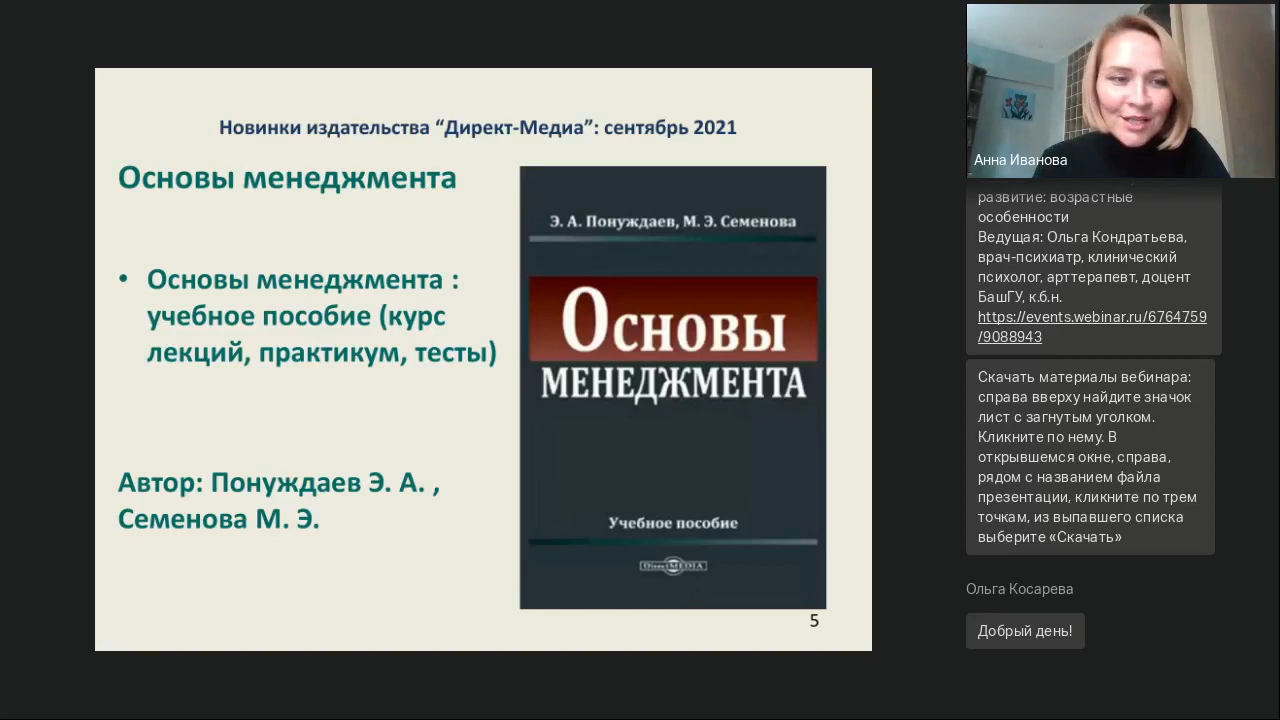 Новинки издательства “Директ-Медиа”: сентябрь 2021
Основы менеджмента
• Основы менеджмента :
учебное пособие (курс
лекций, практикум, тесты)
Автор: Понуждаев Э. А. ,
Семенова М. Э.
Э. А. Понуждаев, М. Э. Семенова
Основы
МЕНЕДЖМЕНТА
Учебное пособие
DirectMEDIA
5
Анна Иванова
развитие: возрастные
особенности
Ведущая: Ольга Кондратьева,
врач-психиатр, клинический
психолог, арттерапевт, доцент
БашГУ, к.б.н.
https://events.webinar.ru/6764759
/9088943
Скачать материалы вебинара:
справа вверху найдите значок
лист с загнутым уголком.
Кликните по нему. В
открывшемся окне, справа,
рядом с названием файла
презентации, кликните по трем
точкам, из выпавшего списка
выберите «Скачать»
Ольга Косарева
Добрый день!